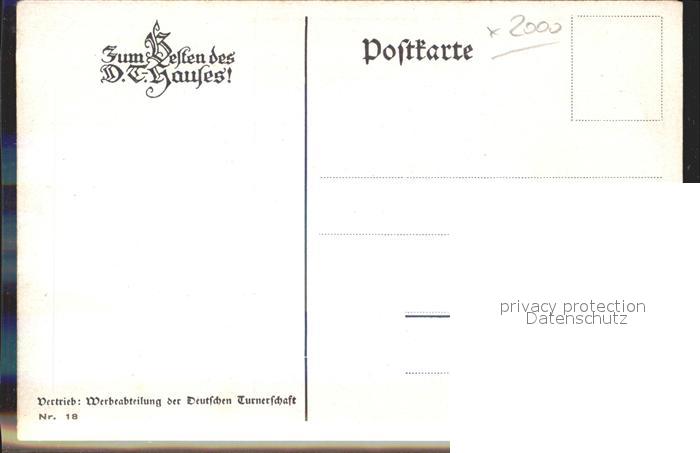 Zum Besten des
D.T.-Hauses!
Postkarte
x 2000
privacy protection
Datenschutz
Vertrieb: Werbeabteilung der Deutschen Turnerschaft
Nr. 18